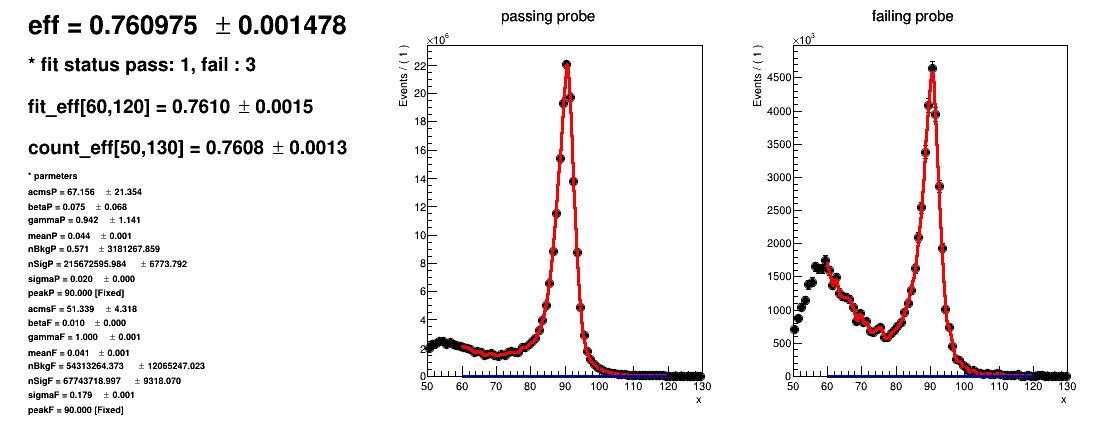 eff = 0.760975 ± 0.001478
* fit status pass: 1, fail : 3
fit_eff[60,120] = 0.7610 ± 0.0015
count_eff[50,130] = 0.7608 ± 0.0013
* parmeters
acmsP = 67.156 ± 21.354
betaP = 0.075 ± 0.068
gammaP = 0.942 ± 1.141
meanP = 0.044 ± 0.001
nBkgP = 0.571 ± 3181267.859
nSigP = 215672595.984 ± 6773.792
sigmaP = 0.020 ± 0.000
peakP = 90.000 [Fixed]
acmsF = 51.339 ± 4.318
betaF = 0.010 ± 0.000
gammaF = 1.000 ± 0.001
meanF = 0.041 ± 0.001
nBkgF = 54313264.373 ± 12065247.023
nSigF = 67743718.997 ± 9318.070
sigmaF = 0.179 ± 0.001
peakF = 90.000 [Fixed]
passing probe
×10⁶
Events / ( 1 )
22
20
18
16
14
12
10
8
6
4
2
0
50 60 70 80 90 100 110 120 130
x
failing probe
×10³
Events / ( 1 )
4500
4000
3500
3000
2500
2000
1500
1000
500
0
50 60 70 80 90 100 110 120 130
x